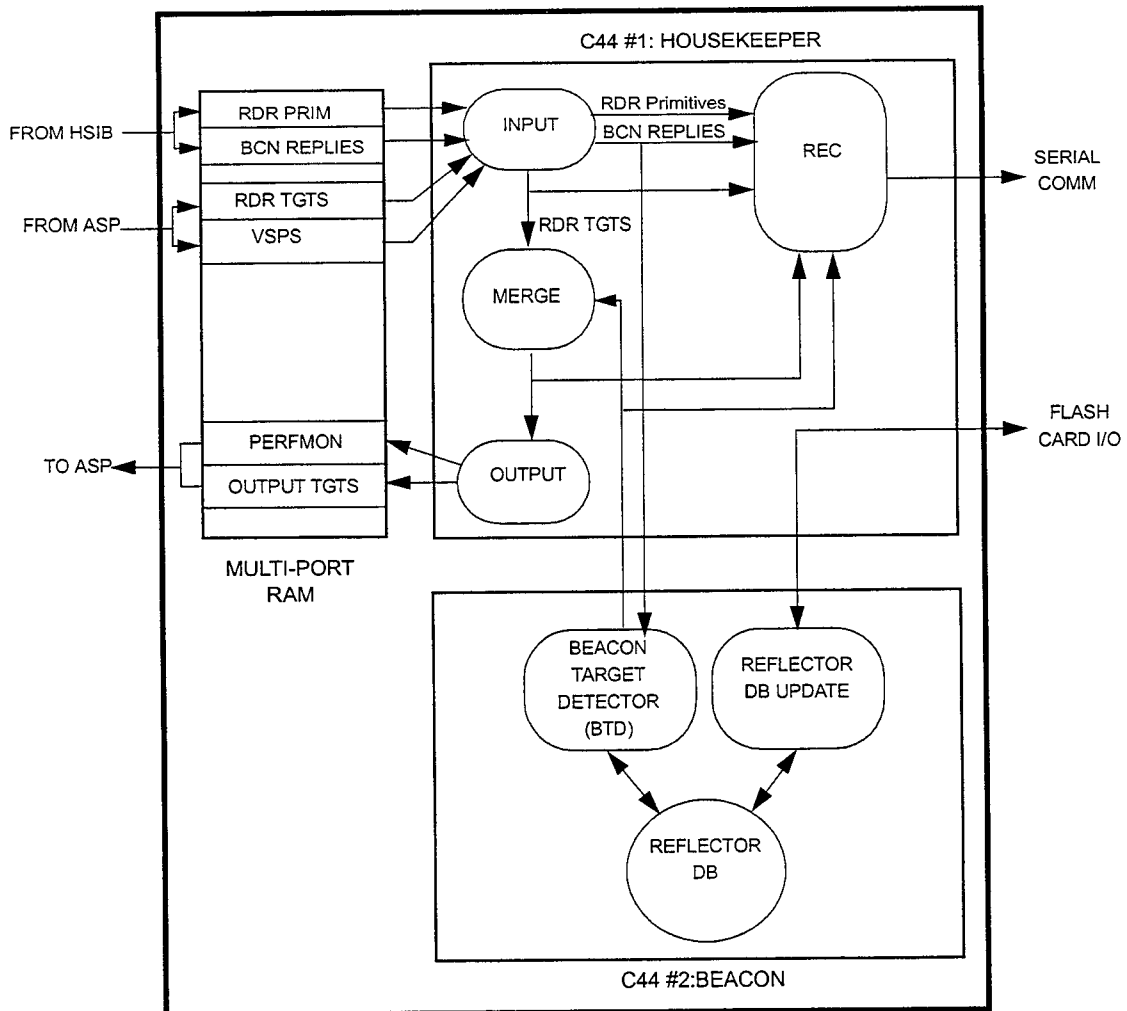 C44 #1: HOUSEKEEPER
FROM HSIB
RDR PRIM
BCN REPLIES
FROM ASP
RDR TGTS
VSPS
INPUT
RDR Primitives
BCN REPLIES
REC
SERIAL
COMM
RDR TGTS
MERGE
PERFMON
TO ASP
OUTPUT TGTS
OUTPUT
FLASH
CARD I/O
MULTI-PORT
RAM
BEACON
TARGET
DETECTOR
(BTD)
REFLECTOR
DB UPDATE
REFLECTOR
DB
C44 #2:BEACON